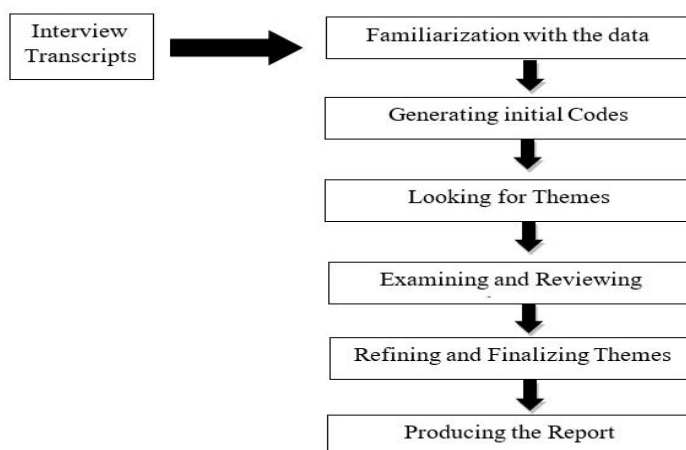 Interview
Transcripts
Familiarization with the data
Generating initial Codes
Looking for Themes
Examining and Reviewing
Refining and Finalizing Themes
Producing the Report